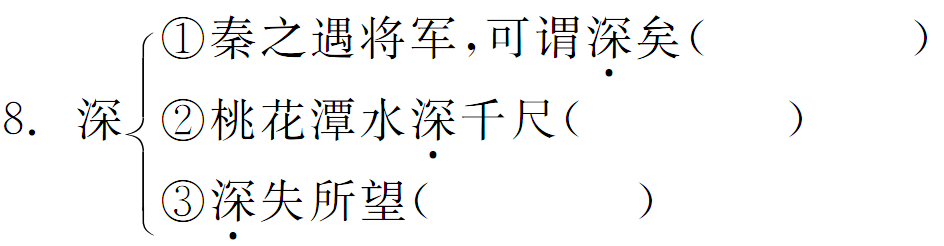 ①秦之遇将军,可谓深矣(        )
8. 深 ②桃花潭水深千尺(        )
③深失所望(        )